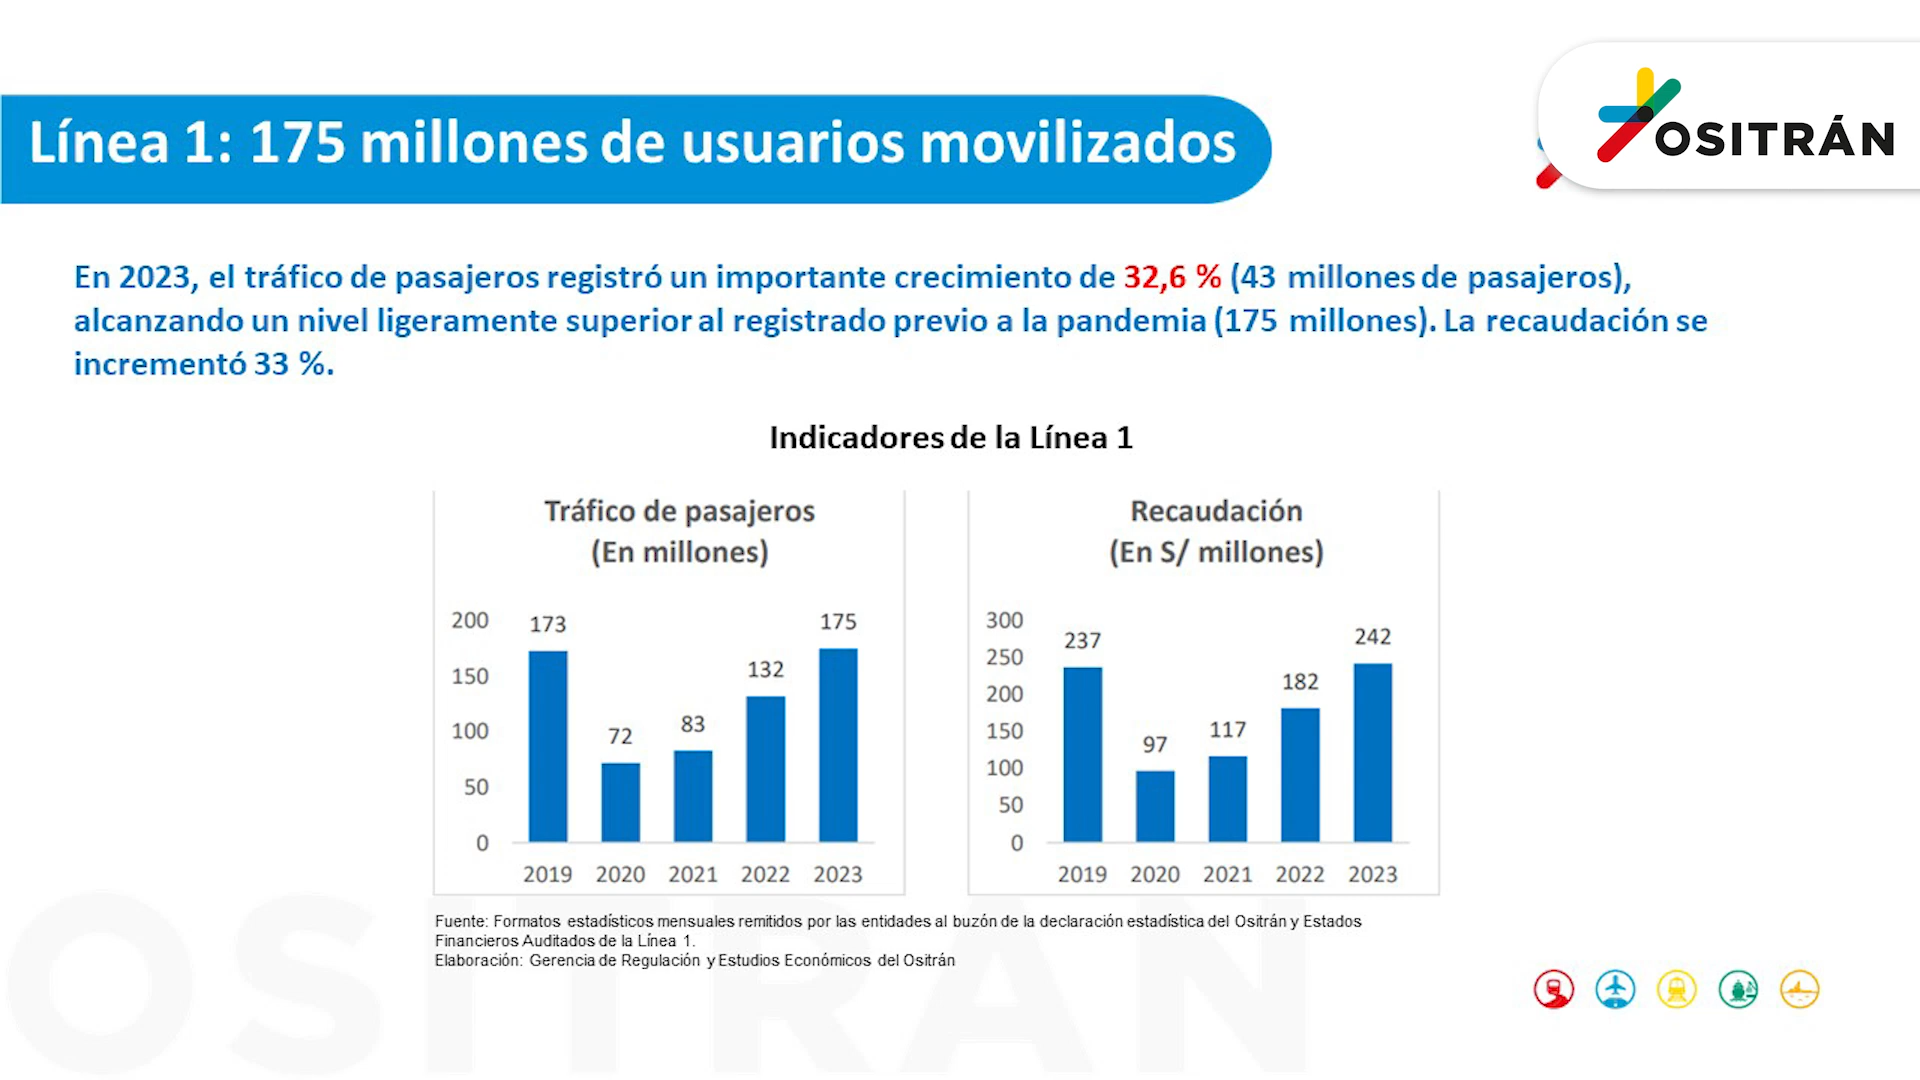 Línea 1: 175 millones de usuarios movilizados
OSITRÁN
En 2023, el tráfico de pasajeros registró un importante crecimiento de 32,6 % (43 millones de pasajeros),
alcanzando un nivel ligeramente superior al registrado previo a la pandemia (175 millones). La recaudación se
incrementó 33 %.
Indicadores de la Línea 1
Tráfico de pasajeros
(En millones)
200
150
100
50
0
173
72
83
132
175
2019 2020 2021 2022 2023
Recaudación
(En S/ millones)
300
250
200
150
100
50
0
237
97
117
182
242
2019 2020 2021 2022 2023
Fuente: Formatos estadísticos mensuales remitidos por las entidades al buzón de la declaración estadística del Ositrán y Estados
Financieros Auditados de la Línea 1.
Elaboración: Gerencia de Regulación y Estudios Económicos del Ositrán
OSITRAN